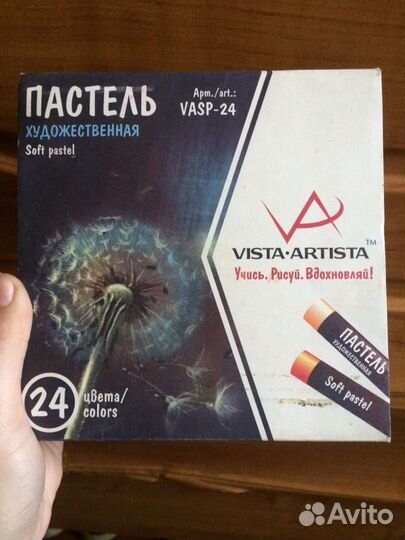 ПАСТЕЛЬ
ХУДОЖЕСТВЕННАЯ
Soft pastel
Арт./art.:
VASP-24
VISTA-ARTISTA™
Учись. Рисуй. Вдохновляй!
ПАСТЕЛЬ
ХУДОЖЕСТВЕННАЯ
Soft pastel
24 цвета/
colors
Avito